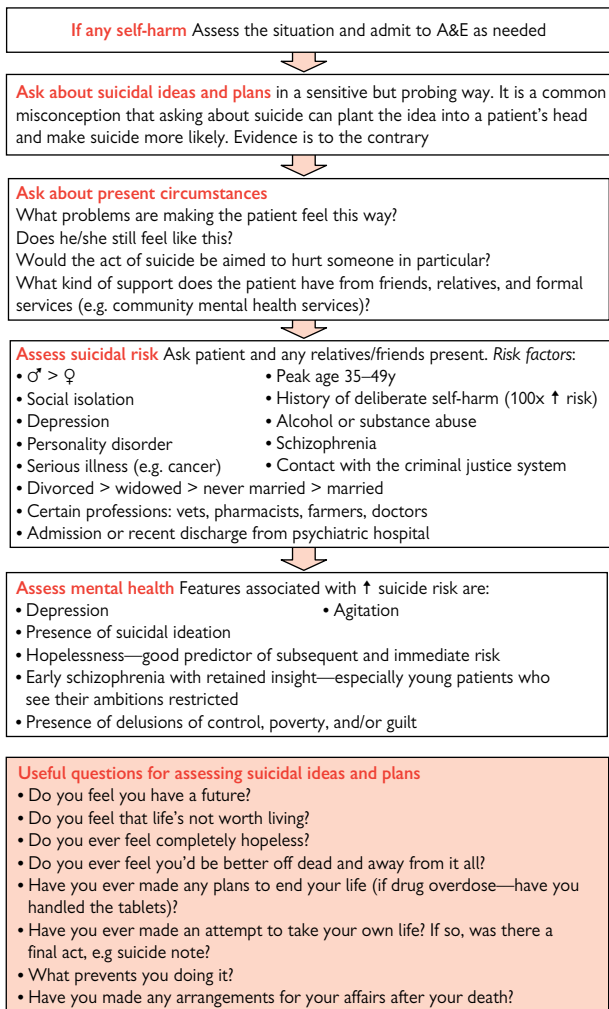 If any self-harm Assess the situation and admit to A&E as needed
Ask about suicidal ideas and plans in a sensitive but probing way. It is a common
misconception that asking about suicide can plant the idea into a patient's head
and make suicide more likely. Evidence is to the contrary
Ask about present circumstances
What problems are making the patient feel this way?
Does he/she still feel like this?
Would the act of suicide be aimed to hurt someone in particular?
What kind of support does the patient have from friends, relatives, and formal
services (e.g. community mental health services)?
Assess suicidal risk Ask patient and any relatives/friends present. Risk factors:
• ♂ > ♀
• Peak age 35–49y
• Social isolation
• History of deliberate self-harm (100x ↑ risk)
• Depression
• Alcohol or substance abuse
• Personality disorder
• Schizophrenia
• Serious illness (e.g. cancer)
• Contact with the criminal justice system
• Divorced > widowed > never married > married
• Certain professions: vets, pharmacists, farmers, doctors
• Admission or recent discharge from psychiatric hospital
Assess mental health Features associated with ↑ suicide risk are:
• Depression
• Agitation
• Presence of suicidal ideation
• Hopelessness—good predictor of subsequent and immediate risk
• Early schizophrenia with retained insight—especially young patients who
see their ambitions restricted
• Presence of delusions of control, poverty, and/or guilt
Useful questions for assessing suicidal ideas and plans
• Do you feel you have a future?
• Do you feel that life's not worth living?
• Do you ever feel completely hopeless?
• Do you ever feel you'd be better off dead and away from it all?
• Have you ever made any plans to end your life (if drug overdose—have you
handled the tablets)?
• Have you ever made an attempt to take your own life? If so, was there a
final act, e.g suicide note?
• What prevents you doing it?
• Have you made any arrangements for your affairs after your death?